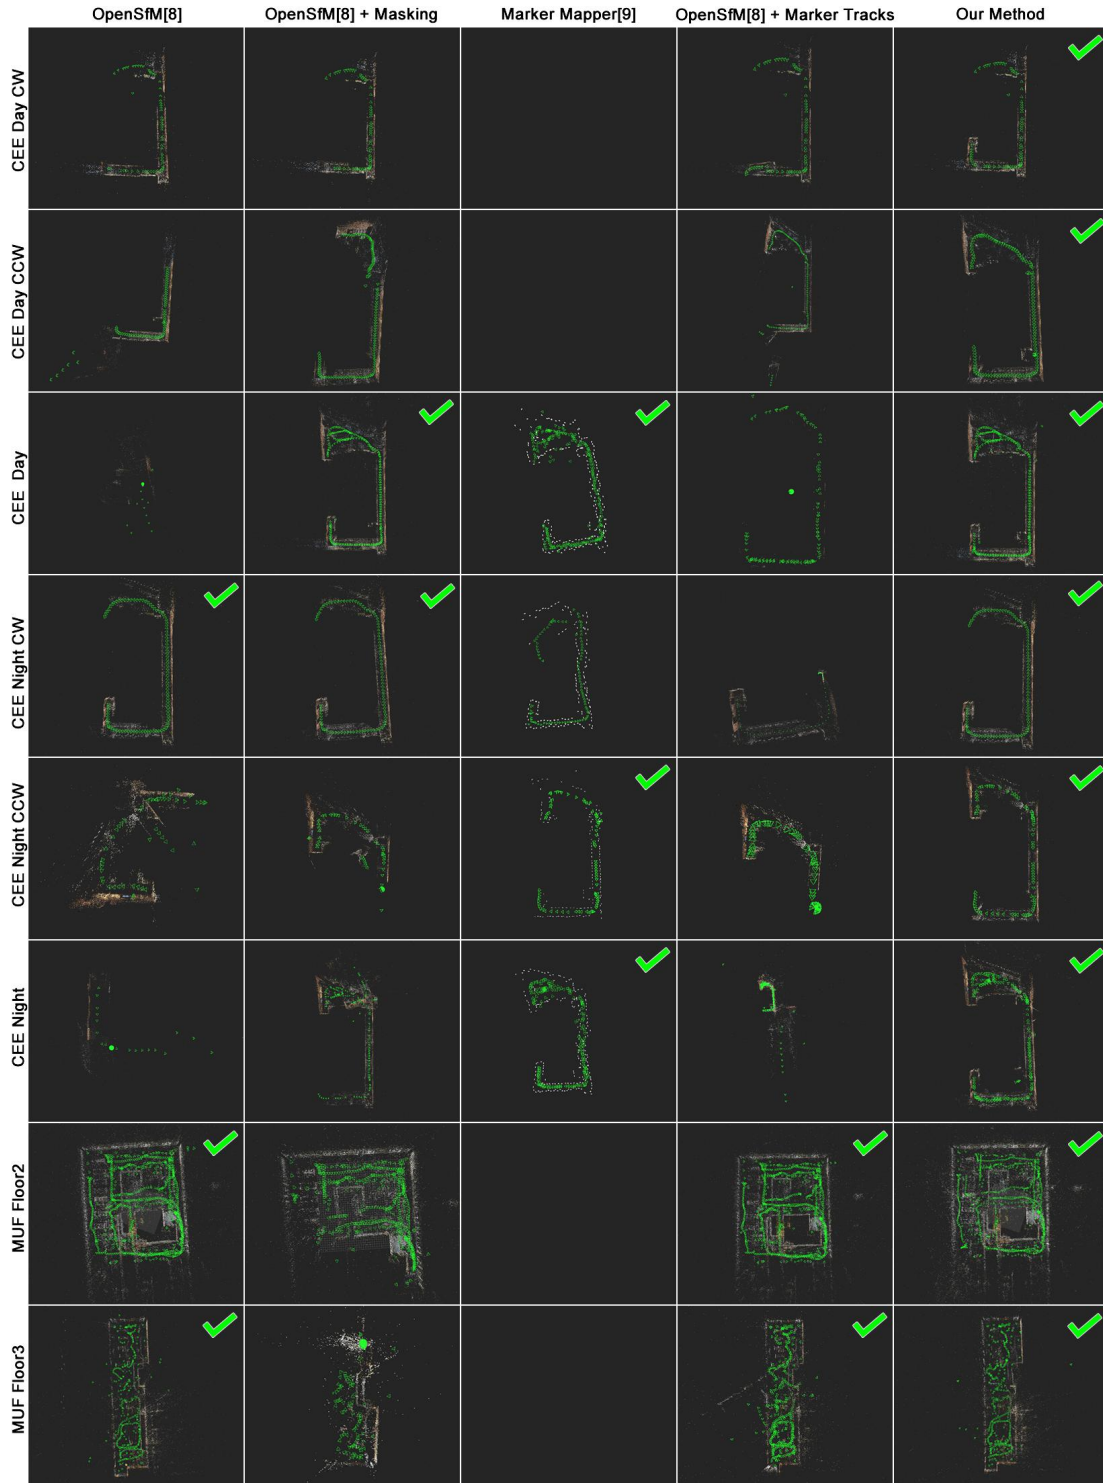 OpenSfM[8] OpenSfM[8] + Masking Marker Mapper[9] OpenSfM[8] + Marker Tracks Our Method
CEE Day CW
CEE Day CCW
CEE  Day
CEE Night CW
CEE Night CCW
CEE Night
MUF Floor2
MUF Floor3